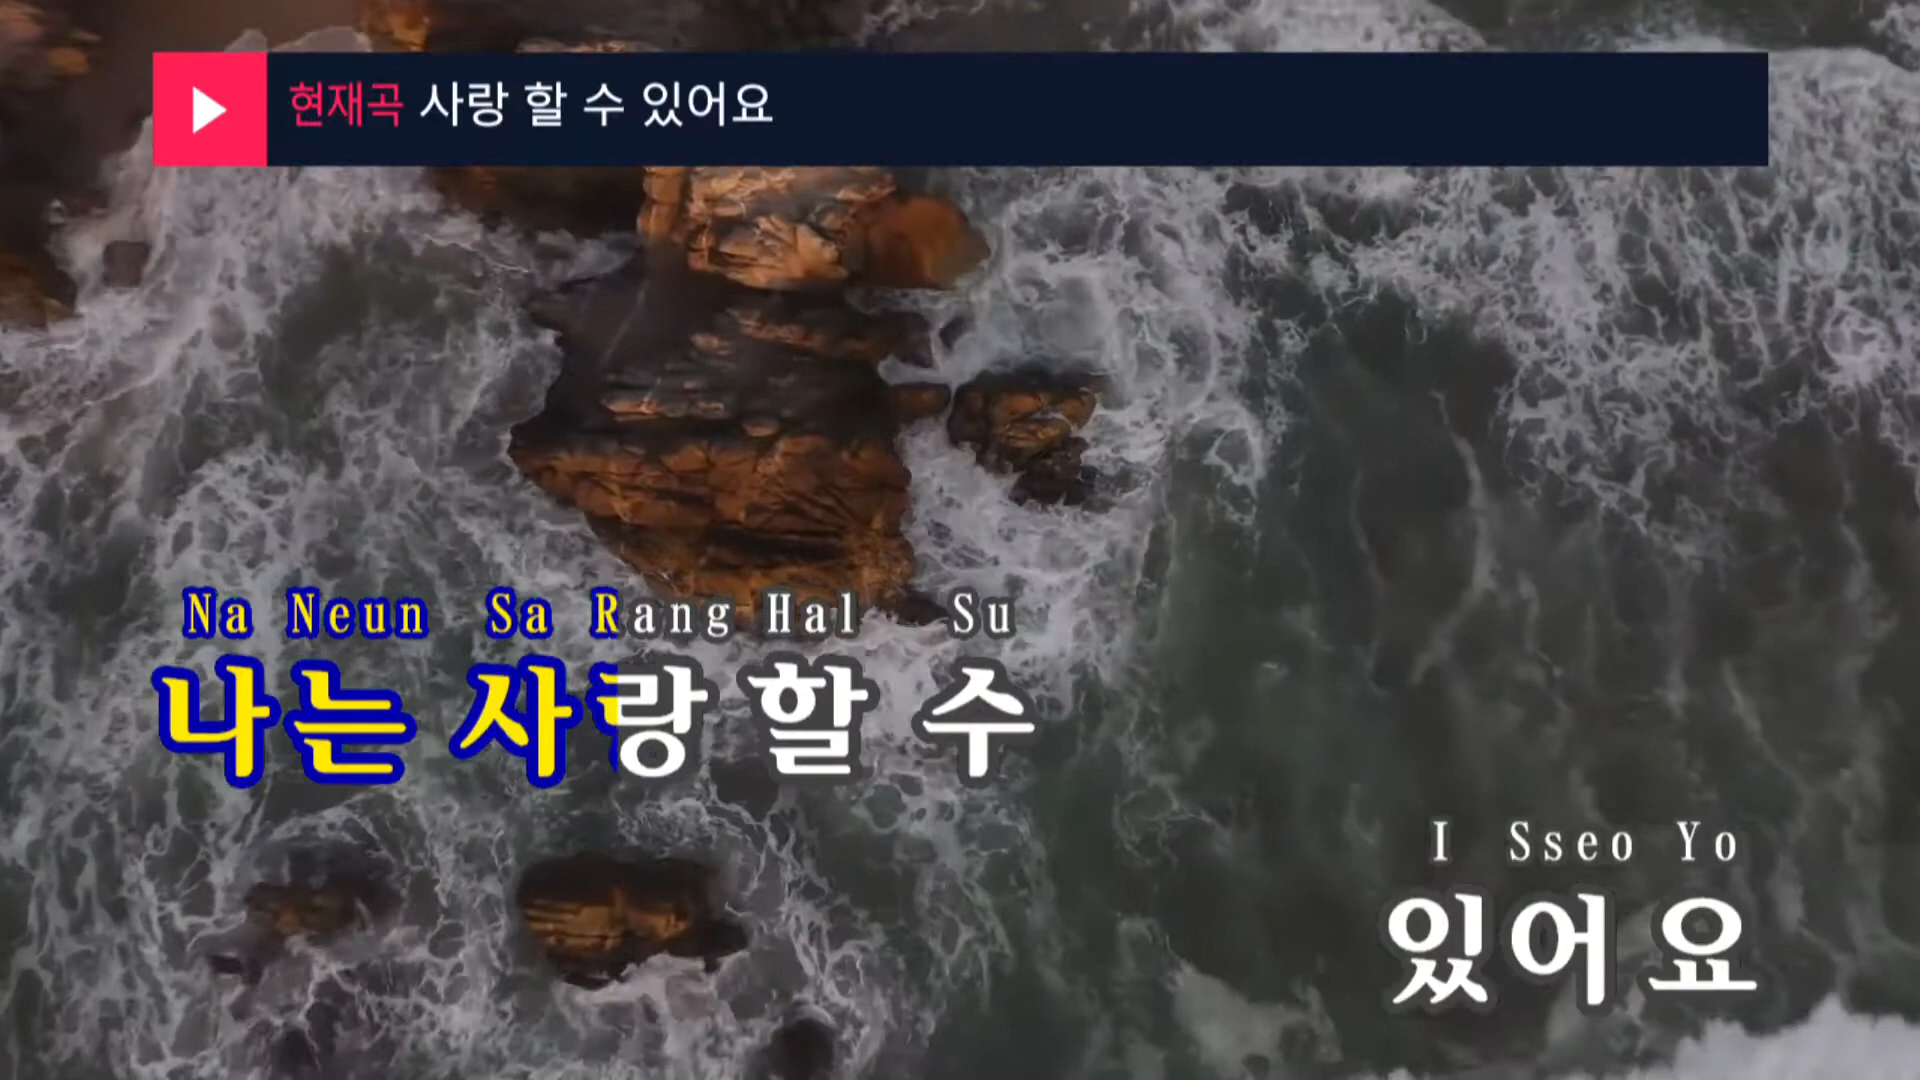 현재곡 사랑 할 수 있어요
Na Neun Sa Rang Hal Su
나는 사랑 할 수
I Sseo Yo
있어요